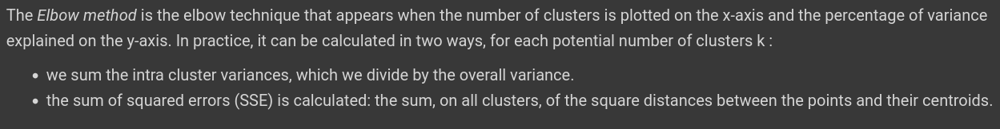 The Elbow method is the elbow technique that appears when the number of clusters is plotted on the x-axis and the percentage of variance
explained on the y-axis. In practice, it can be calculated in two ways, for each potential number of clusters k :
• we sum the intra cluster variances, which we divide by the overall variance.
• the sum of squared errors (SSE) is calculated: the sum, on all clusters, of the square distances between the points and their centroids.